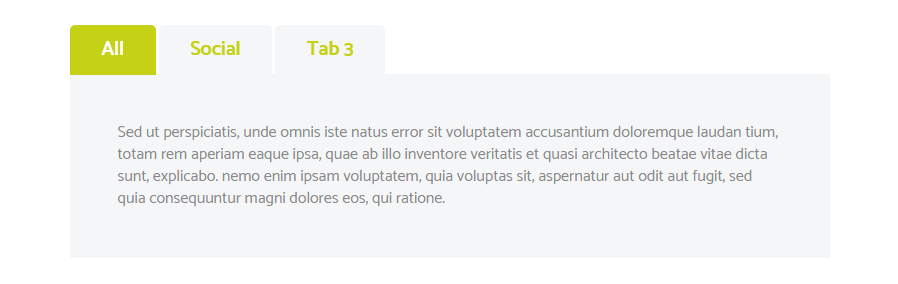 All Social Tab 3
Sed ut perspiciatis, unde omnis iste natus error sit voluptatem accusantium doloremque laudan tium,
totam rem aperiam eaque ipsa, quae ab illo inventore veritatis et quasi architecto beatae vitae dicta
sunt, explicabo. nemo enim ipsam voluptatem, quia voluptas sit, aspernatur aut odit aut fugit, sed
quia consequuntur magni dolores eos, qui ratione.